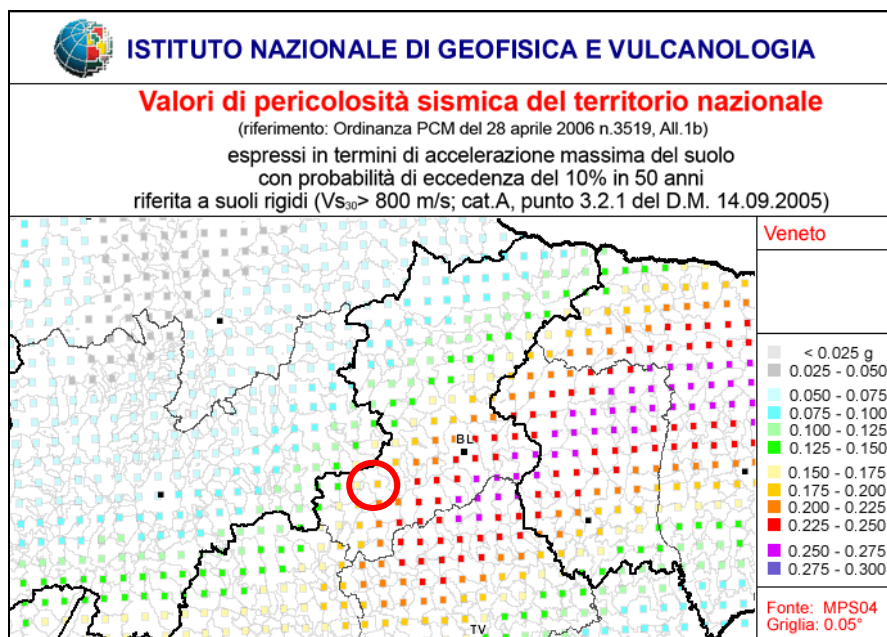 ISTITUTO NAZIONALE DI GEOFISICA E VULCANOLOGIA
Valori di pericolosità sismica del territorio nazionale
(riferimento: Ordinanza PCM del 28 aprile 2006 n.3519, All.1b)
espressi in termini di accelerazione massima del suolo
con probabilità di eccedenza del 10% in 50 anni
riferita a suoli rigidi (Vs30> 800 m/s; cat.A, punto 3.2.1 del D.M. 14.09.2005)
Veneto
< 0.025 g
0.025 - 0.050
0.050 - 0.075
0.075 - 0.100
0.100 - 0.125
0.125 - 0.150
0.150 - 0.175
0.175 - 0.200
0.200 - 0.225
0.225 - 0.250
0.250 - 0.275
0.275 - 0.300
Fonte: MPS04
Griglia: 0.05°
BL
TV